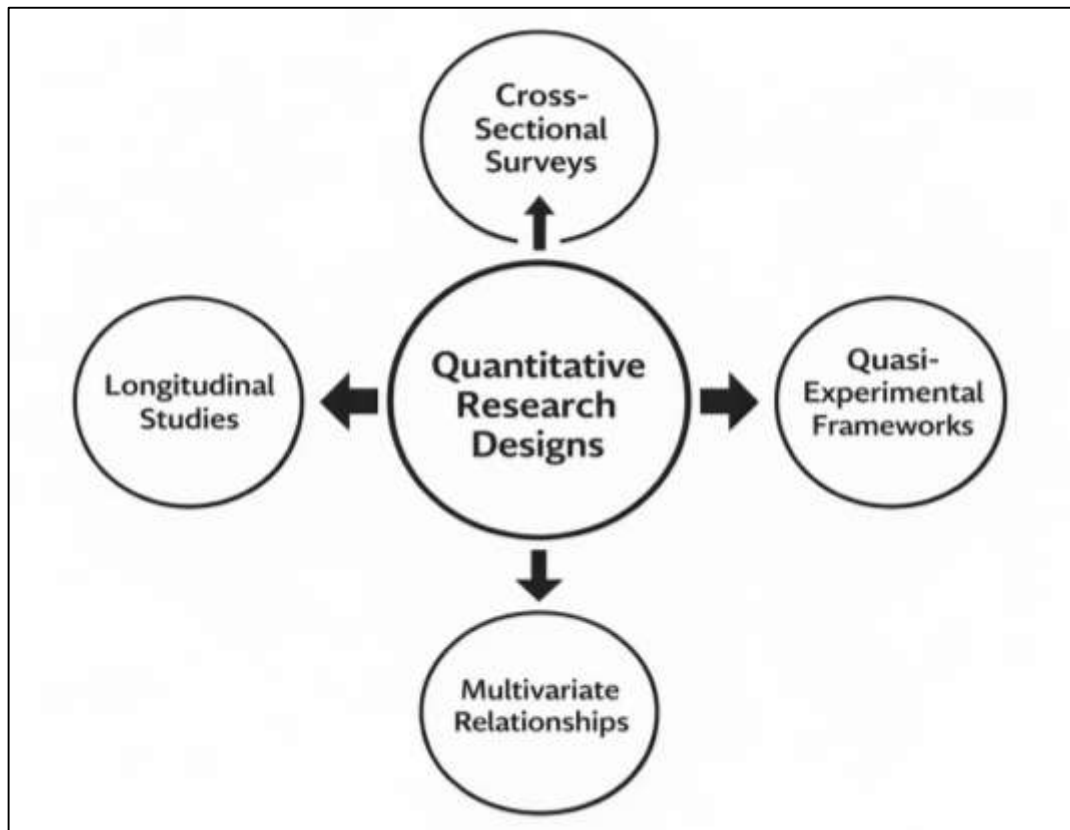 Cross-
Sectional
Surveys
Longitudinal
Studies
Quantitative
Research
Designs
Quasi-
Experimental
Frameworks
Multivariate
Relationships